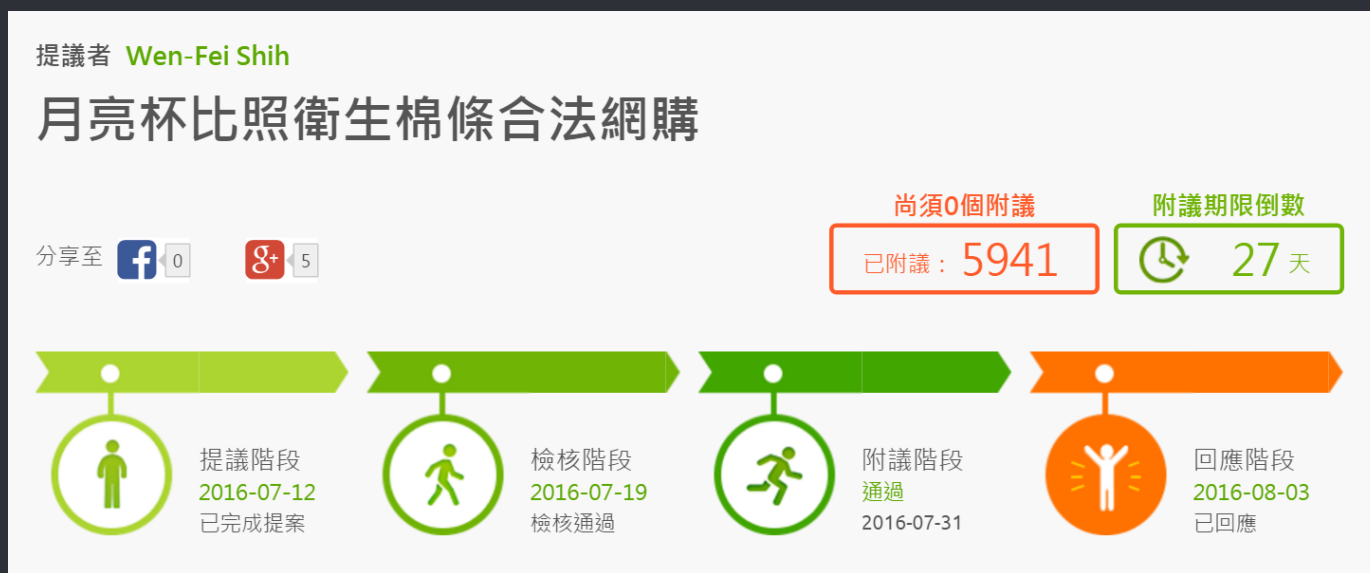 提議者 Wen-Fei Shih
月亮杯比照衛生棉條合法網購
尚須0個附議
附議期限倒數
分享至 f 0 g+ 5
已附議： 5941
27 天
提議階段
2016-07-12
已完成提案
檢核階段
2016-07-19
檢核通過
附議階段
通過
2016-07-31
回應階段
2016-08-03
已回應